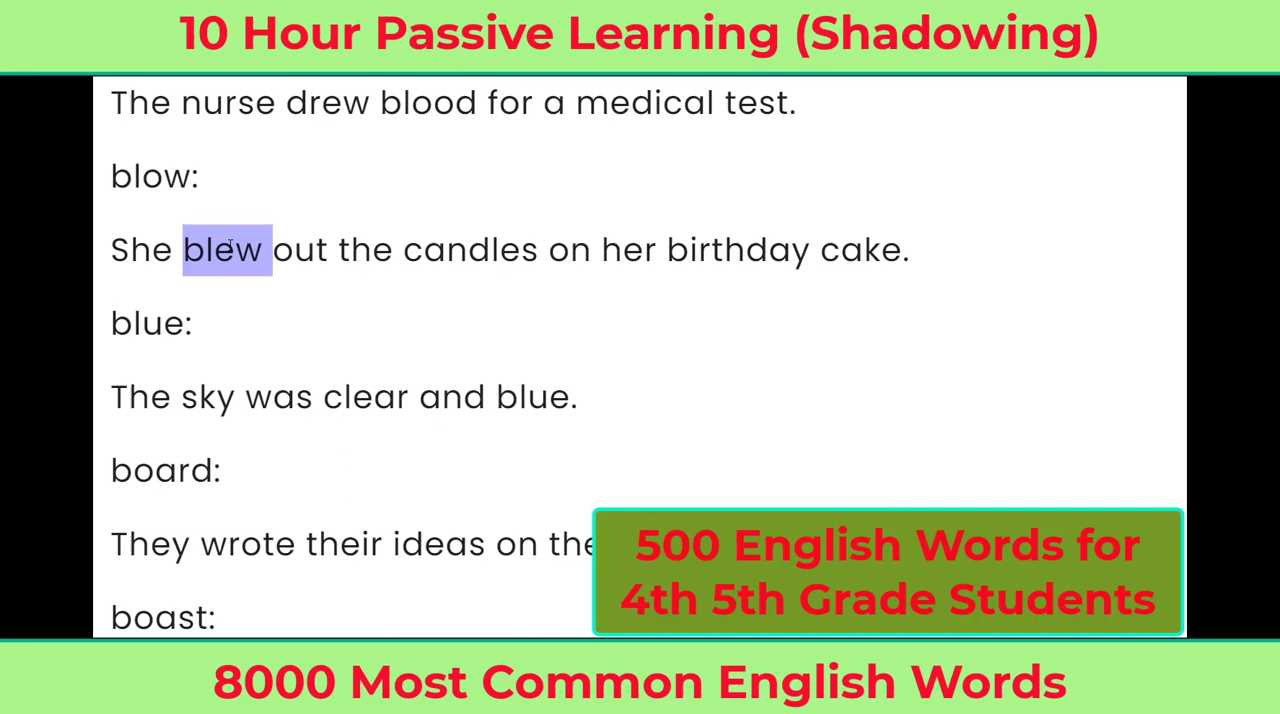 10 Hour Passive Learning (Shadowing)
The nurse drew blood for a medical test.
blow:
She blew out the candles on her birthday cake.
blue:
The sky was clear and blue.
board:
They wrote their ideas on the
500 English Words for
4th 5th Grade Students
boast:
8000 Most Common English Words